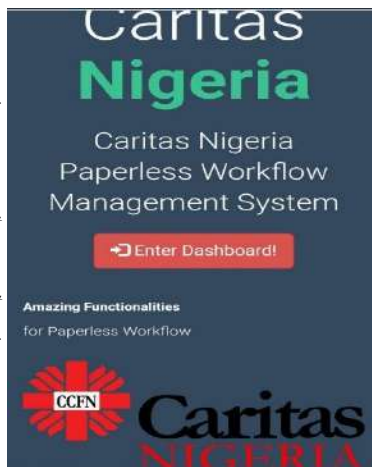 Caritas
Nigeria
Caritas Nigeria
Paperless Workflow
Management System
Enter Dashboard!
Amazing Functionalities
for Paperless Workflow
CCFN
Caritas
NIGERIA